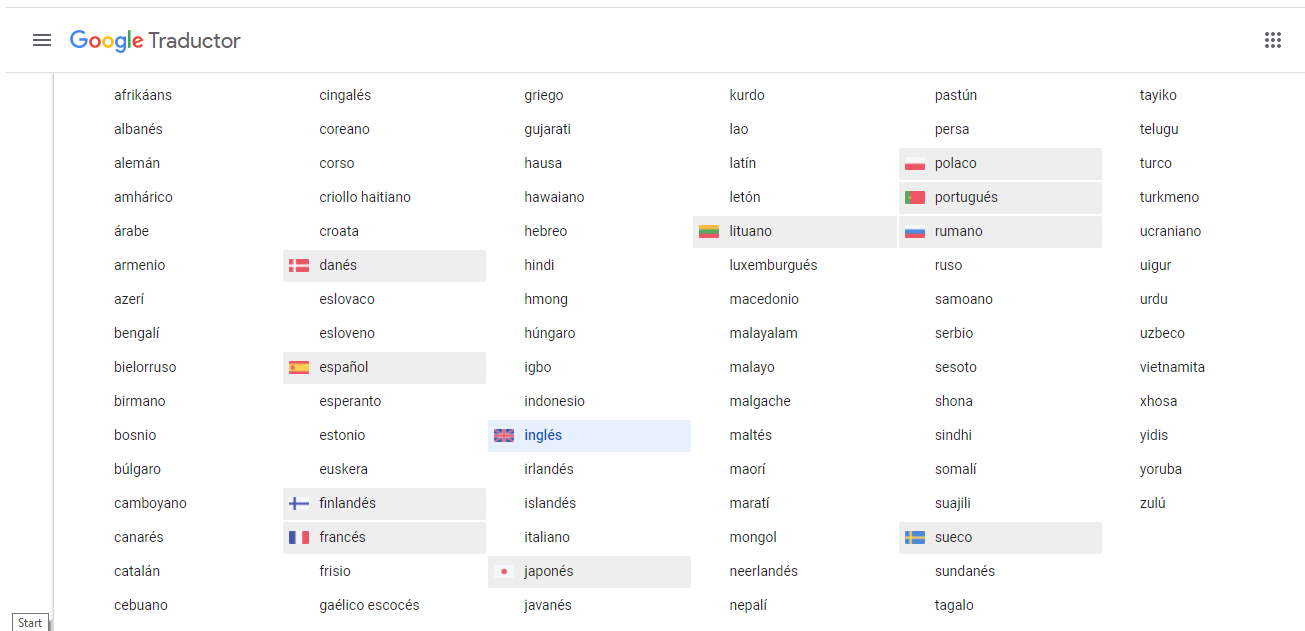 Google Traductor
afrikáans
albanés
alemán
amhárico
árabe
armenio
azerí
bengalí
bielorruso
birmano
bosnio
búlgaro
camboyano
canarés
catalán
cebuano
cingalés
coreano
corso
criollo haitiano
croata
danés
eslovaco
esloveno
español
esperanto
estonio
euskera
finlandés
francés
frisio
gaélico escocés
griego
gujarati
hausa
hawaiano
hebreo
hindi
hmong
húngaro
igbo
indonesio
inglés
irlandés
islandés
italiano
japonés
javanés
kurdo
lao
latín
letón
lituano
luxemburgués
macedonio
malayalam
malayo
malgache
maltés
maorí
maratí
mongol
neerlandés
nepalí
pastún
persa
polaco
portugués
rumano
ruso
samoano
serbio
sesoto
shona
sindhi
somalí
suajili
sueco
sundanés
tagalo
tayiko
telugu
turco
turkmeno
ucraniano
uigur
urdu
uzbeco
vietnamita
xhosa
yidis
yoruba
zulú
Start